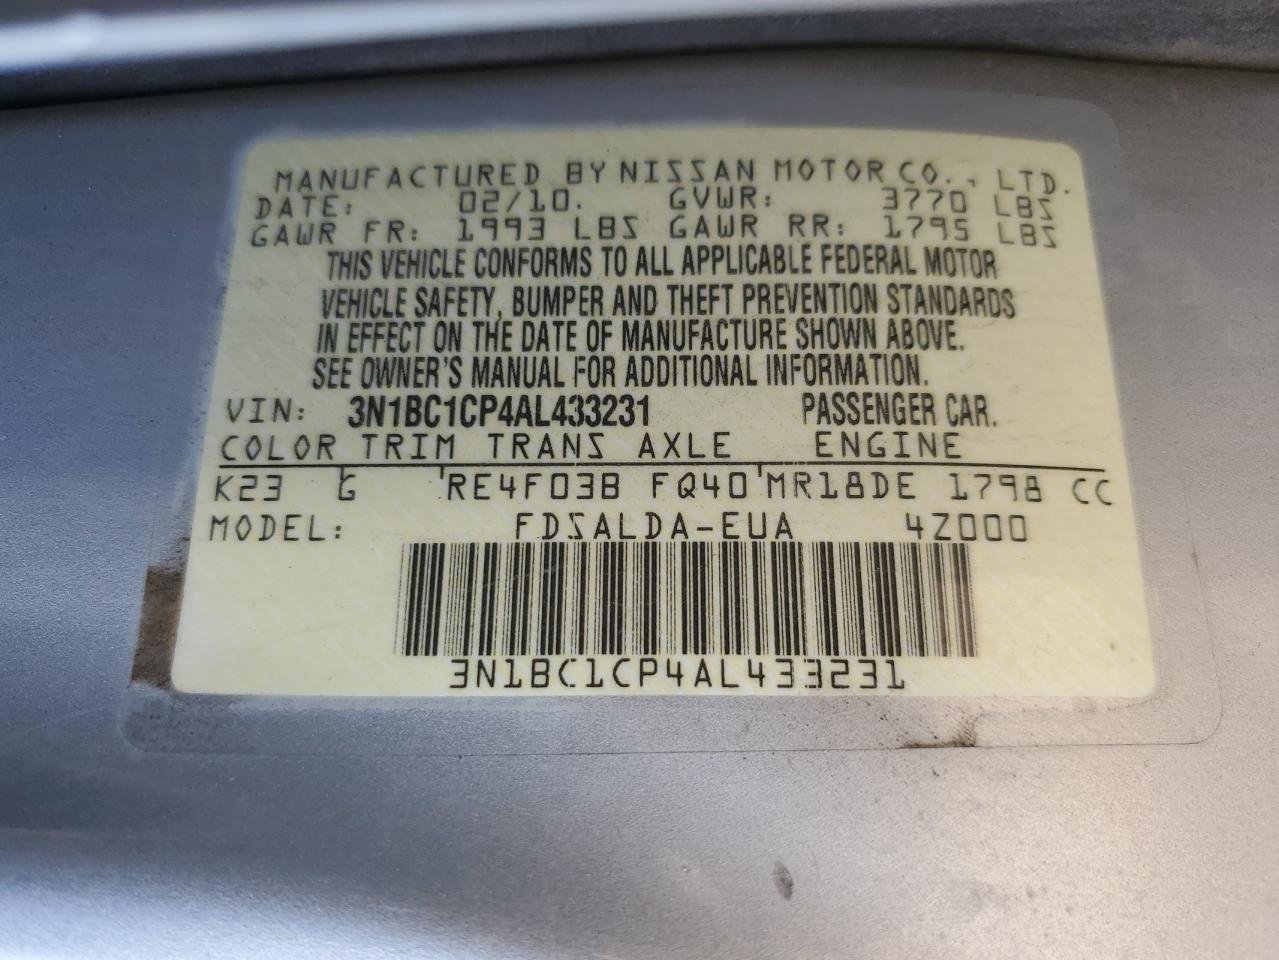 MANUFACTURED BY NISSAN MOTOR CO., LTD.
DATE: 02/10. GVWR: 3770 LBS
GAWR FR: 1993 LBS GAWR RR: 1795 LBS
THIS VEHICLE CONFORMS TO ALL APPLICABLE FEDERAL MOTOR
VEHICLE SAFETY, BUMPER AND THEFT PREVENTION STANDARDS
IN EFFECT ON THE DATE OF MANUFACTURE SHOWN ABOVE.
SEE OWNER'S MANUAL FOR ADDITIONAL INFORMATION.
VIN: 3N1BC1CP4AL433231 PASSENGER CAR.
COLOR TRIM TRANS AXLE ENGINE
K23 G RE4F03B FQ40 MR18DE 1798 CC
MODEL: FDSALDA-EUA 4Z000
3N1BC1CP4AL433231